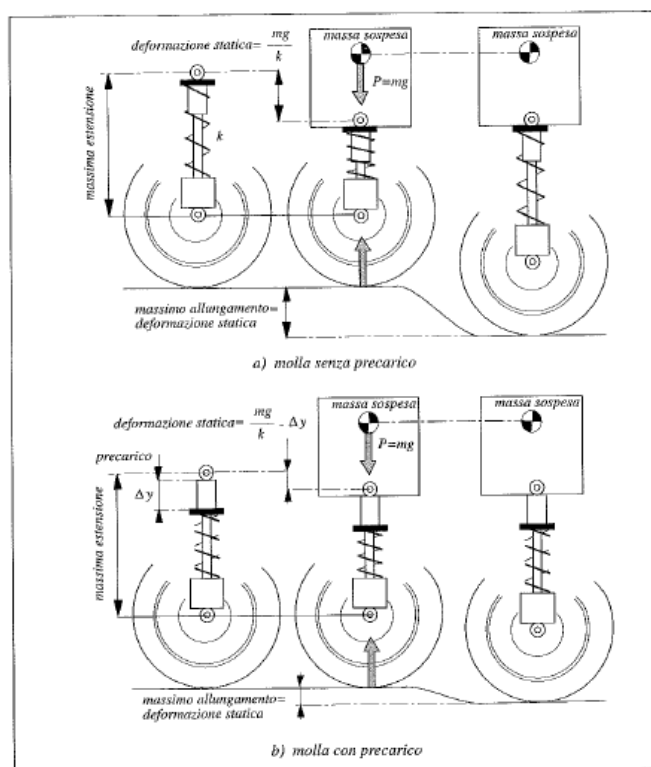 deformazione statica= mg
k
massa sospesa
massa sospesa
P=mg
massima estensione
k
massimo allungamento=
deformazione statica
a) molla senza precarico
deformazione statica= mg - Δy
k
massa sospesa
massa sospesa
P=mg
precarico
Δy
massima estensione
massimo allungamento=
deformazione statica
b) molla con precarico